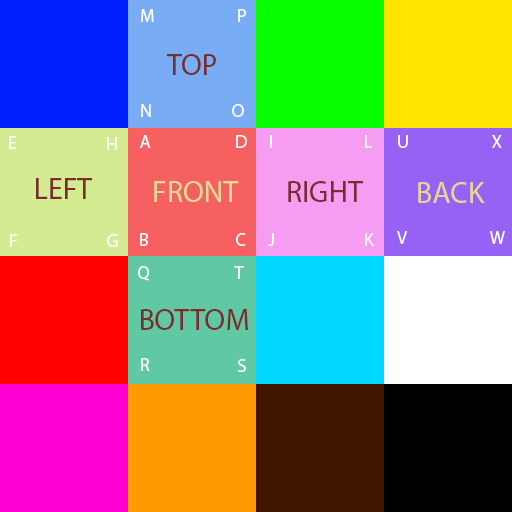 M P
TOP
N O
E H A D I L U X
LEFT FRONT RIGHT BACK
F G B C J K V W
Q T
BOTTOM
R S